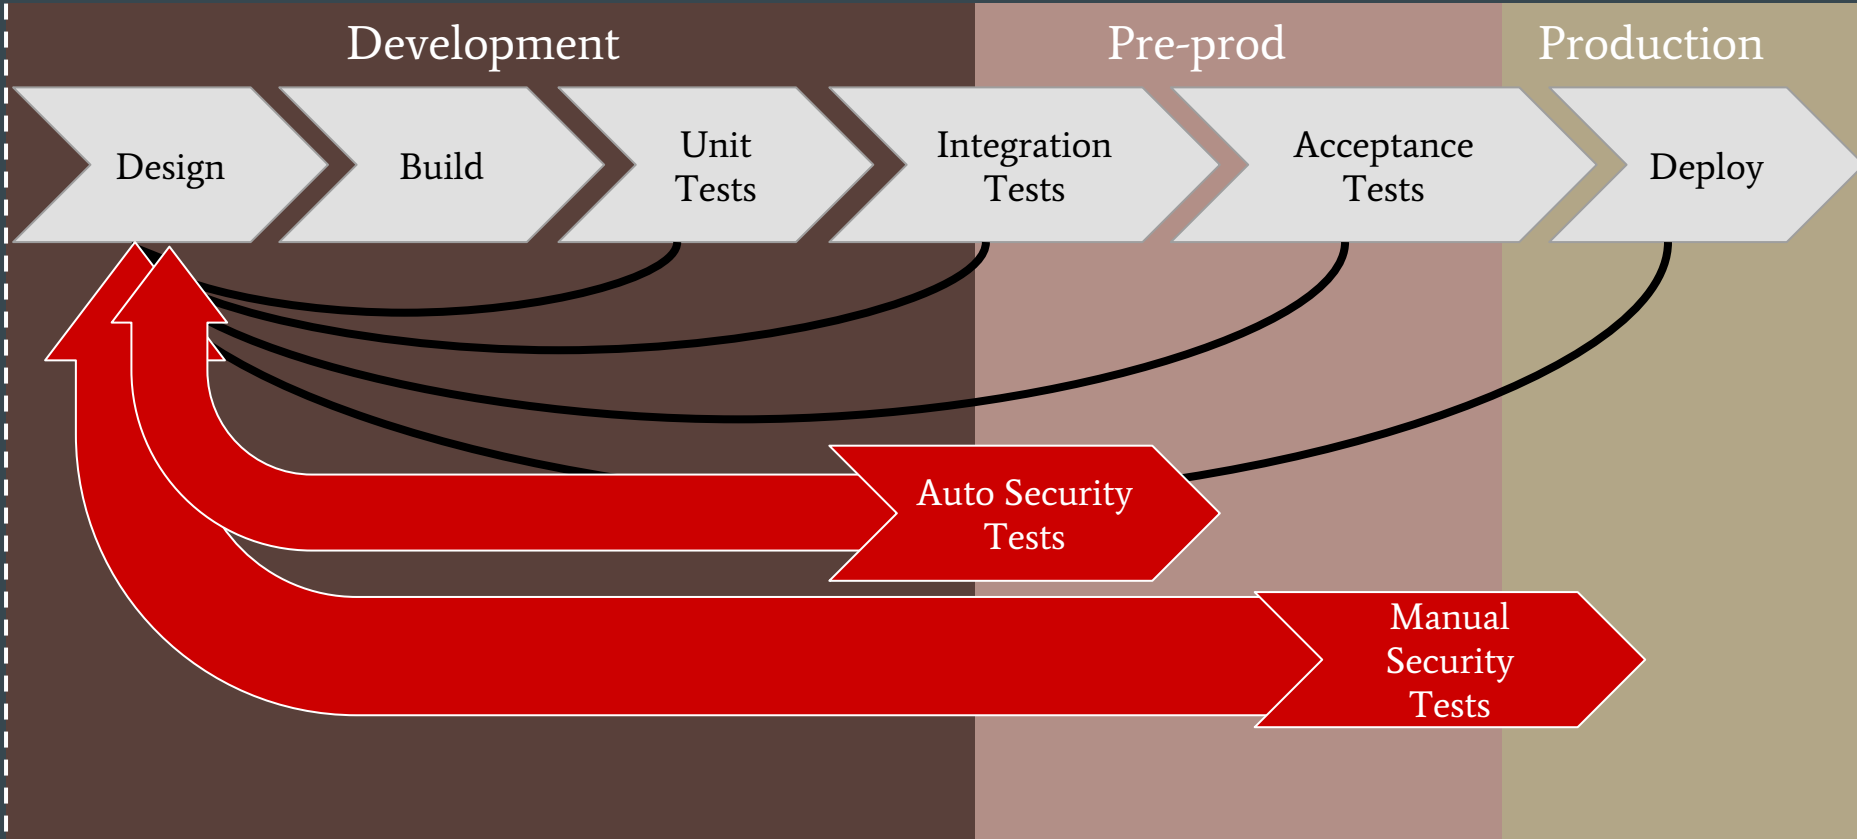 Development
Pre-prod
Production
Design
Build
Unit
Tests
Integration
Tests
Acceptance
Tests
Deploy
Auto Security
Tests
Manual
Security
Tests